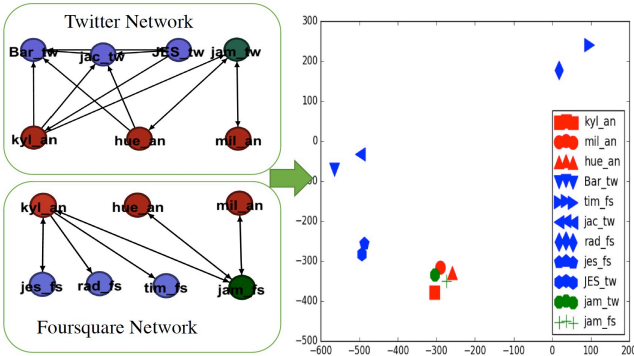 Twitter Network
Bar_tw
jac_tw
JES_tw
jam_tw
kyl_an
hue_an
mil_an
kyl_an
hue_an
mil_an
jes_fs
rad_fs
tim_fs
jam_fs
Foursquare Network
300
200
100
0
-100
-200
-300
-400
-500
-600
-500
-400
-300
-200
-100
0
100
200
kyl_an
mil_an
hue_an
Bar_tw
tim_fs
jac_tw
rad_fs
jes_fs
JES_tw
jam_tw
jam_fs